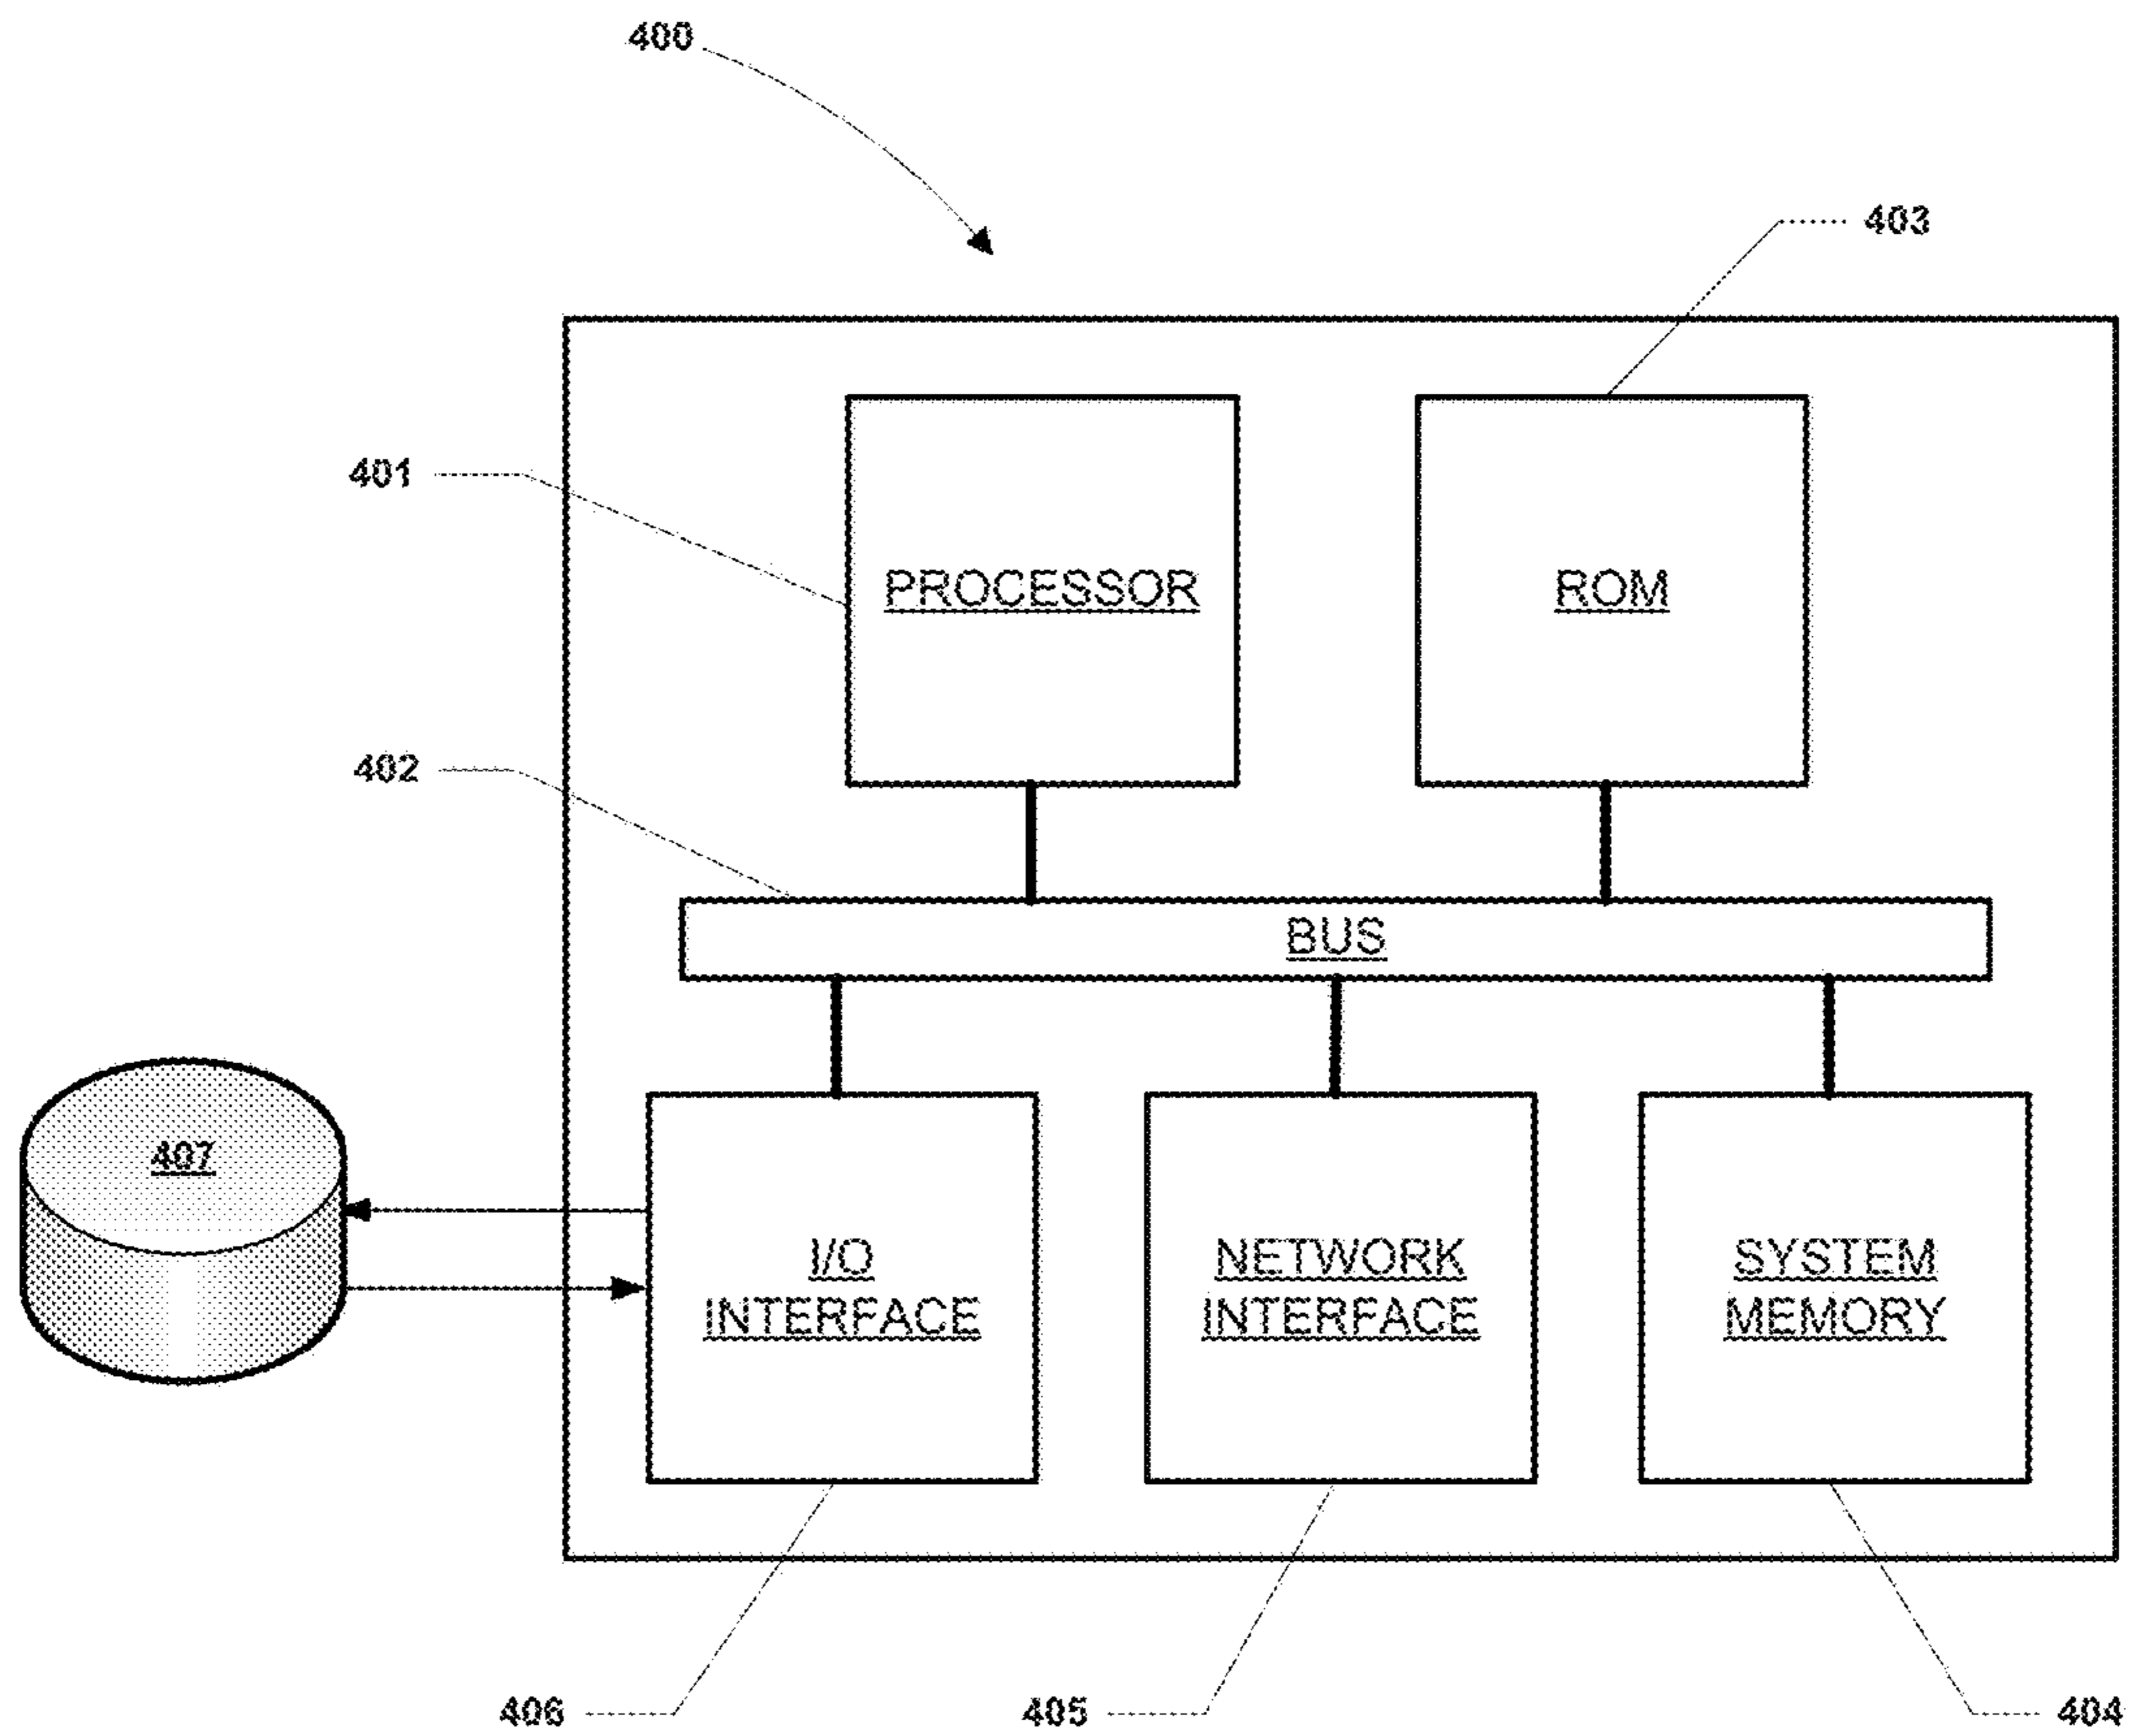 400
403
401
PROCESSOR
ROM
402
BUS
407
I/O
INTERFACE
NETWORK
INTERFACE
SYSTEM
MEMORY
406
405
404